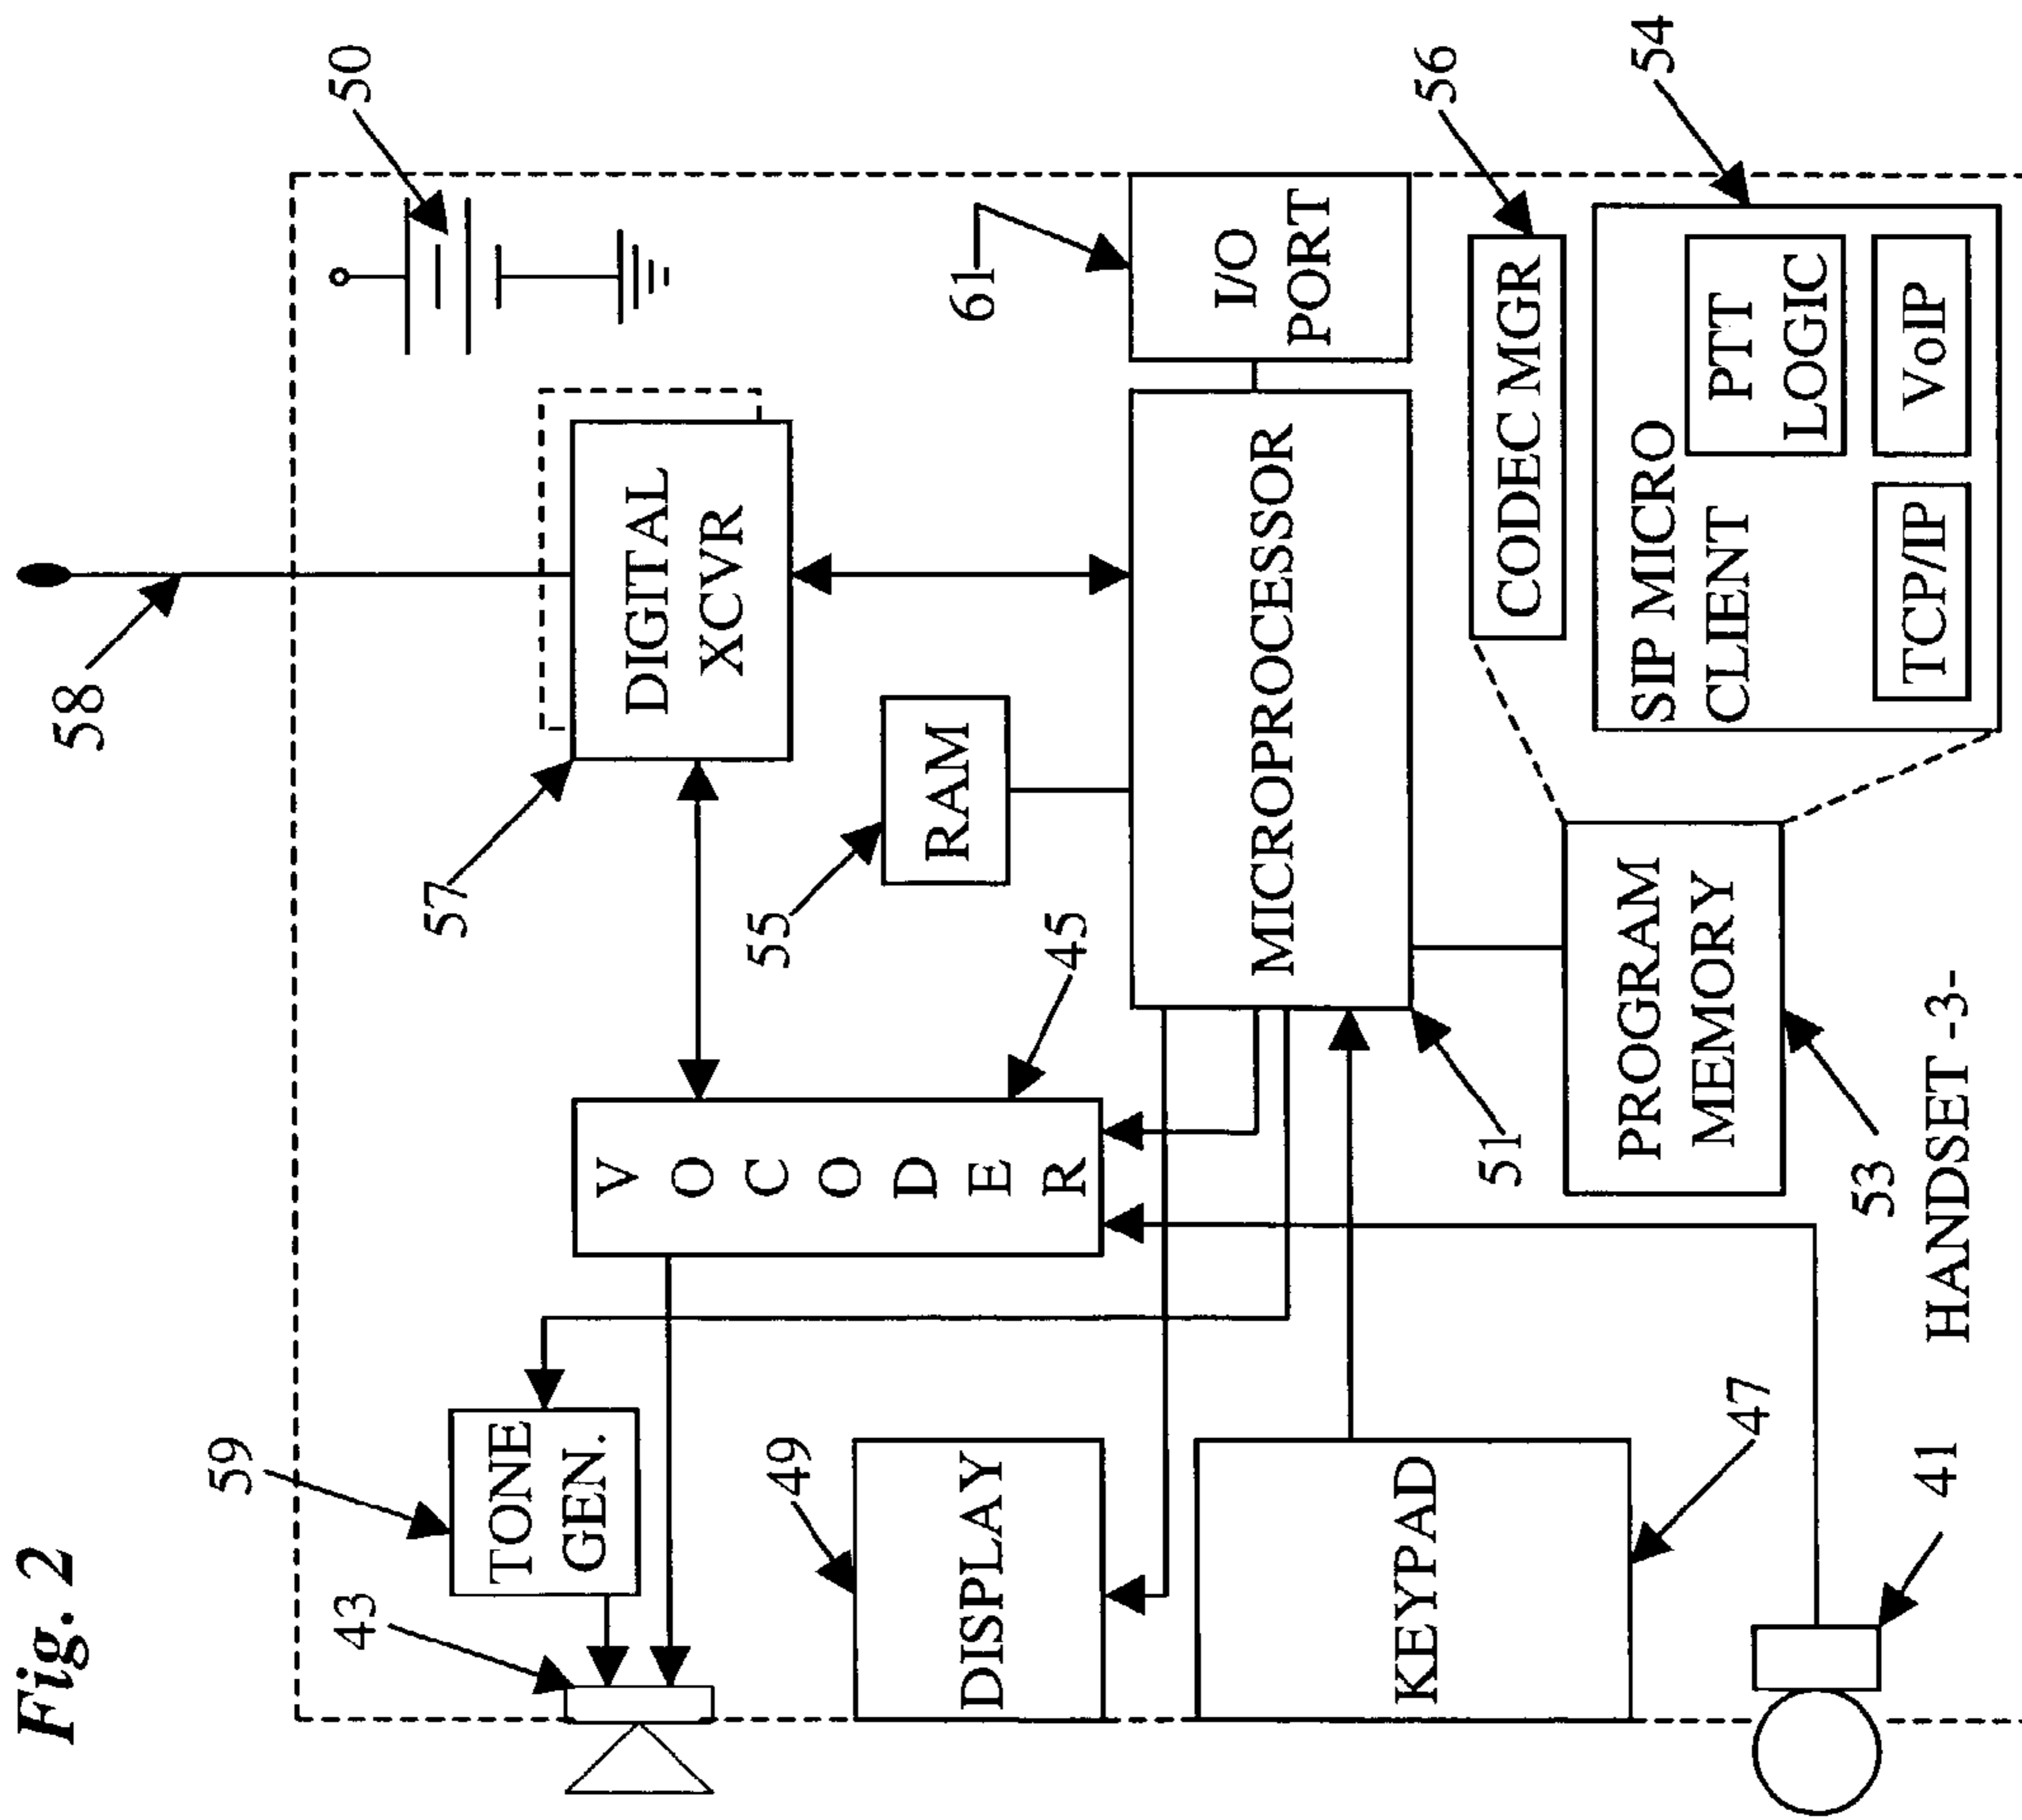 Fig. 2
58
50
59
57
43
TONE
GEN.
DIGITAL
XCVR
V
O
C
O
D
E
R
55
RAM
45
49
DISPLAY
61
I/O
PORT
MICROPROCESSOR
KEYPAD
51
56
CODEC MGR
54
SIP MICRO
CLIENT
PTT
LOGIC
TCP/IP
VoIP
PROGRAM
MEMORY
47
53
41
HANDSET -3-